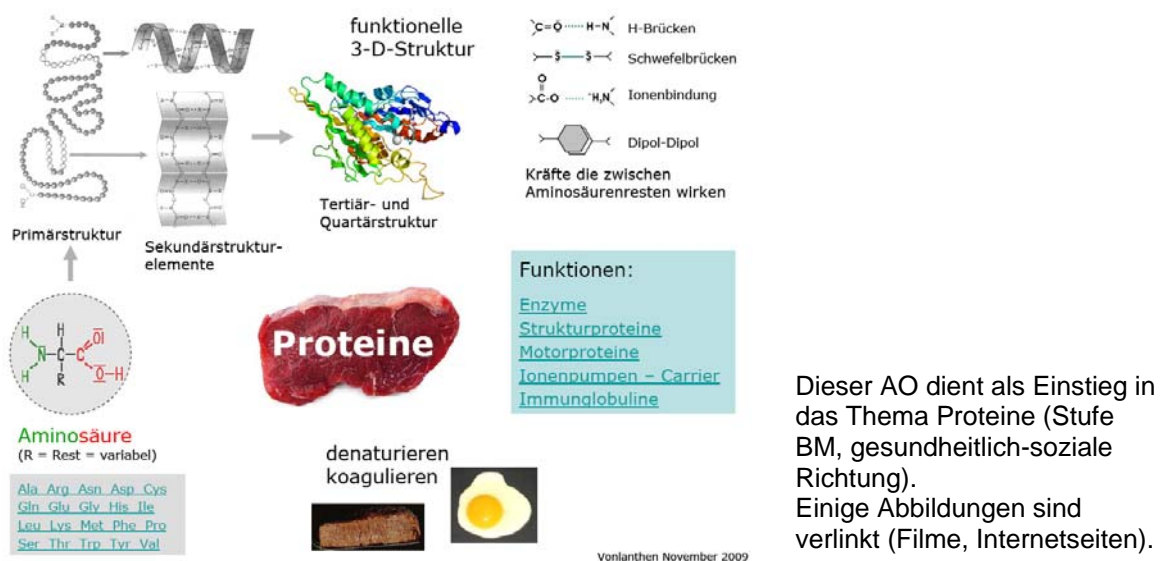 funktionelle
3-D-Struktur
Tertiär- und
Quartärstruktur
H-Brücken
Schwefelbrücken
Ionenbindung
Dipol-Dipol
Kräfte die zwischen
Aminosäurenresten wirken
Primärstruktur
Sekundärstruktur-
elemente
Proteine
Funktionen:
Enzyme
Strukturproteine
Motorproteine
Ionenpumpen – Carrier
Immunglobuline
Aminosäure
(R = Rest = variabel)
Ala Arg Asn Asp Cys
Gln Glu Gly His Ile
Leu Lys Met Phe Pro
Ser Thr Trp Tyr Val
denaturieren
koagulieren
Vonlanthen November 2009
Dieser AO dient als Einstieg in
das Thema Proteine (Stufe
BM, gesundheitlich-soziale
Richtung).
Einige Abbildungen sind
verlinkt (Filme, Internetseiten).